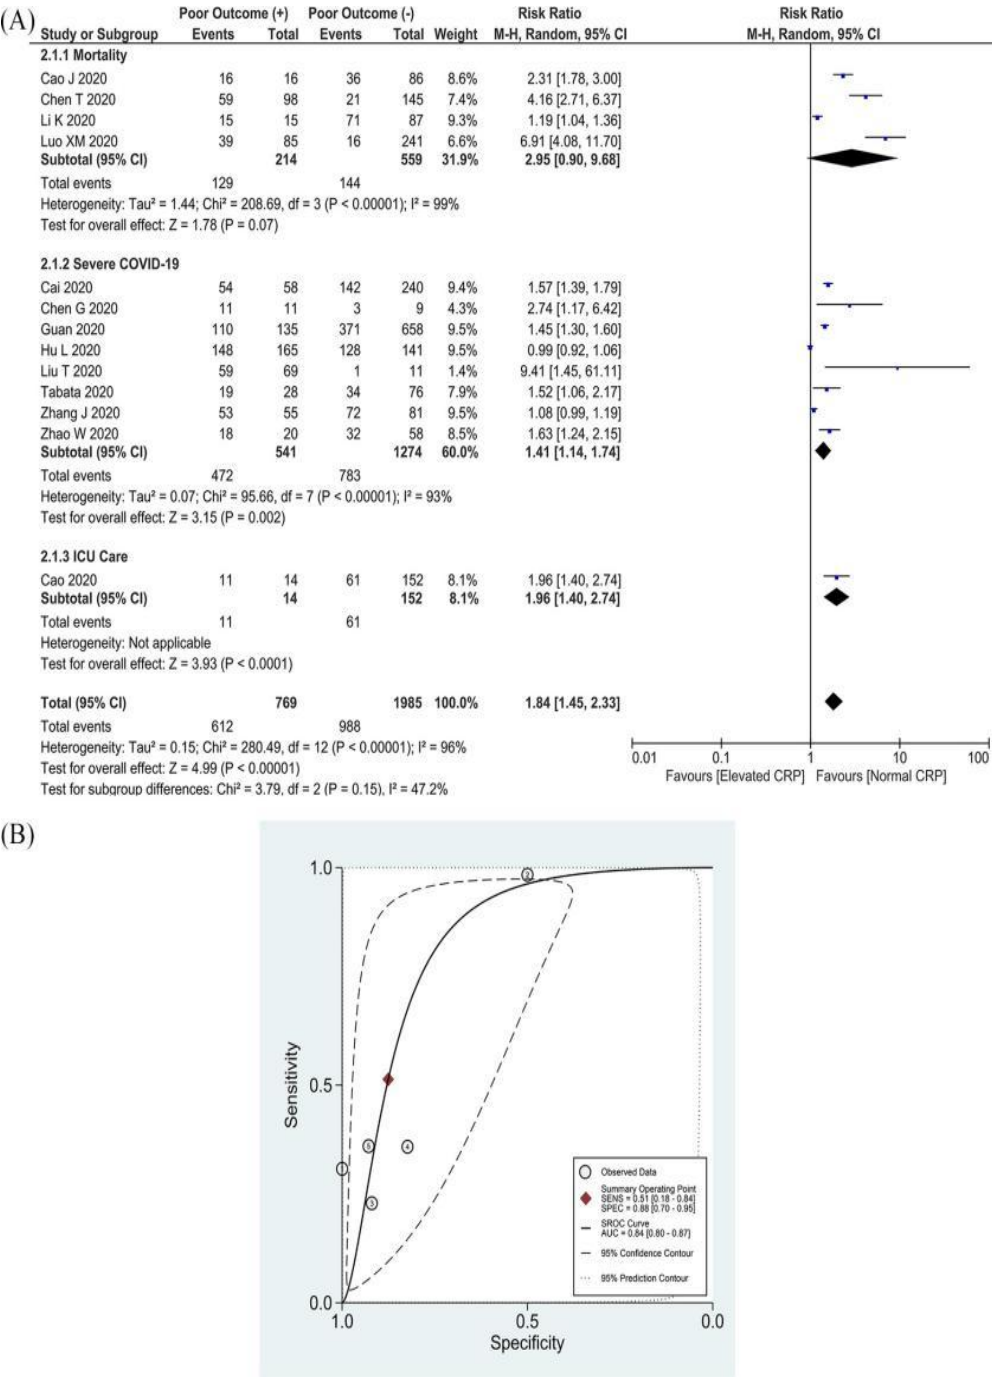 (A)
Poor Outcome (+) Poor Outcome (-) Risk Ratio Risk Ratio
Study or Subgroup Events Total Events Total Weight M-H, Random, 95% CI M-H, Random, 95% CI
2.1.1 Mortality
Cao J 2020 16 16 36 86 8.6% 2.31 [1.78, 3.00]
Chen T 2020 59 98 21 145 7.4% 4.16 [2.71, 6.37]
Li K 2020 15 15 71 87 9.3% 1.19 [1.04, 1.36]
Luo XM 2020 39 85 16 241 6.6% 6.91 [4.08, 11.70]
Subtotal (95% CI) 214 559 31.9% 2.95 [0.90, 9.68]
Total events 129 144
Heterogeneity: Tau² = 1.44; Chi² = 208.69, df = 3 (P < 0.00001); I² = 99%
Test for overall effect: Z = 1.78 (P = 0.07)
2.1.2 Severe COVID-19
Cai 2020 54 58 142 240 9.4% 1.57 [1.39, 1.79]
Chen G 2020 11 11 3 9 4.3% 2.74 [1.17, 6.42]
Guan 2020 110 135 371 658 9.5% 1.45 [1.30, 1.60]
Hu L 2020 148 165 128 141 9.5% 0.99 [0.92, 1.06]
Liu T 2020 59 69 1 11 1.4% 9.41 [1.45, 61.11]
Tabata 2020 19 28 34 76 7.9% 1.52 [1.06, 2.17]
Zhang J 2020 53 55 72 81 9.5% 1.08 [0.99, 1.19]
Zhao W 2020 18 20 32 58 8.5% 1.63 [1.24, 2.15]
Subtotal (95% CI) 541 1274 60.0% 1.41 [1.14, 1.74]
Total events 472 783
Heterogeneity: Tau² = 0.07; Chi² = 95.66, df = 7 (P < 0.00001); I² = 93%
Test for overall effect: Z = 3.15 (P = 0.002)
2.1.3 ICU Care
Cao 2020 11 14 61 152 8.1% 1.96 [1.40, 2.74]
Subtotal (95% CI) 14 152 8.1% 1.96 [1.40, 2.74]
Total events 11 61
Heterogeneity: Not applicable
Test for overall effect: Z = 3.93 (P < 0.0001)
Total (95% CI) 769 1985 100.0% 1.84 [1.45, 2.33]
Total events 612 988
Heterogeneity: Tau² = 0.15; Chi² = 280.49, df = 12 (P < 0.00001); I² = 96%
Test for overall effect: Z = 4.99 (P < 0.00001)
Test for subgroup differences: Chi² = 3.79, df = 2 (P = 0.15), I² = 47.2%
0.01 0.1 1 10 100
Favours [Elevated CRP] Favours [Normal CRP]
(B)
1.0
2
Sensitivity
0.5
5 4
3
0.0
1.0 0.5 0.0
Specificity
Observed Data
Summary Operating Point
SENS = 0.51 [0.18 - 0.84]
SPEC = 0.88 [0.70 - 0.95]
SROC Curve
AUC = 0.84 [0.80 - 0.87]
95% Confidence Contour
95% Prediction Contour